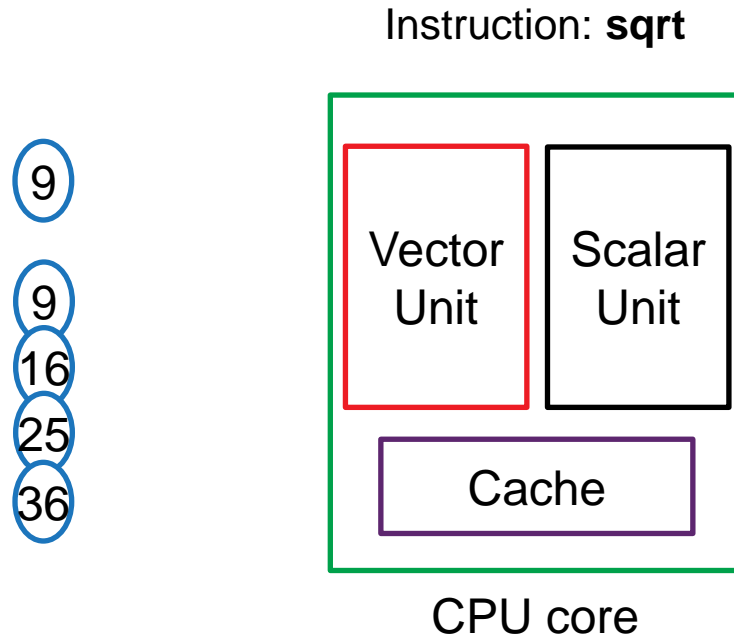 Instruction: sqrt
9
9
16
25
36
Vector
Unit
Scalar
Unit
Cache
CPU core